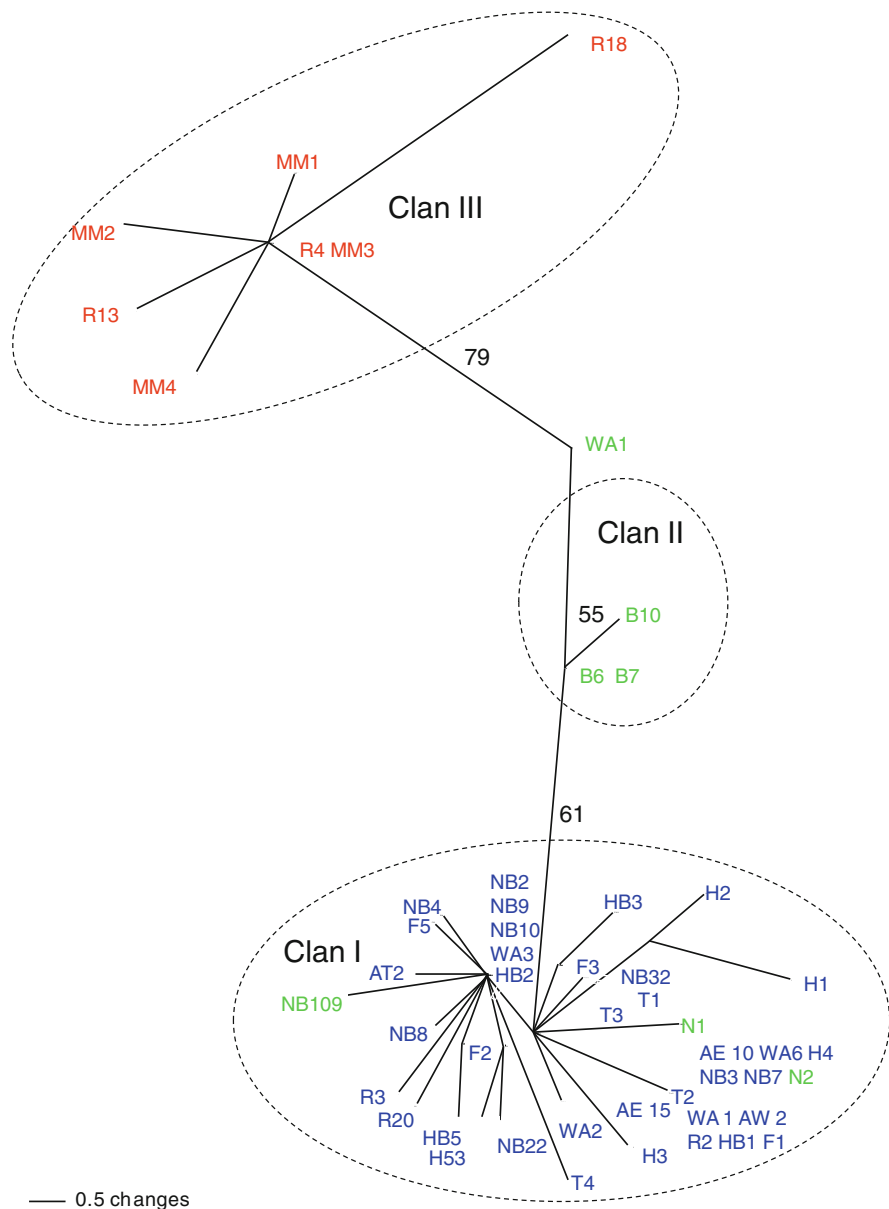 R18
MM1
Clan III
MM2
R4 MM3
R13
79
MM4
WA1
Clan II
55
B10
B6 B7
61
NB2
H2
NB4
NB9
HB3
F5
NB10
Clan I
WA3
AT2
HB2
F3
NB32
H1
NB109
T1
T3
N1
NB8
F2
AE 10 WA6 H4
NB3 NB7 N2
R3
T2
AE 15
R20
WA 1 AW 2
HB5
WA2
R2 HB1 F1
NB22
H53
H3
T4
0.5 changes